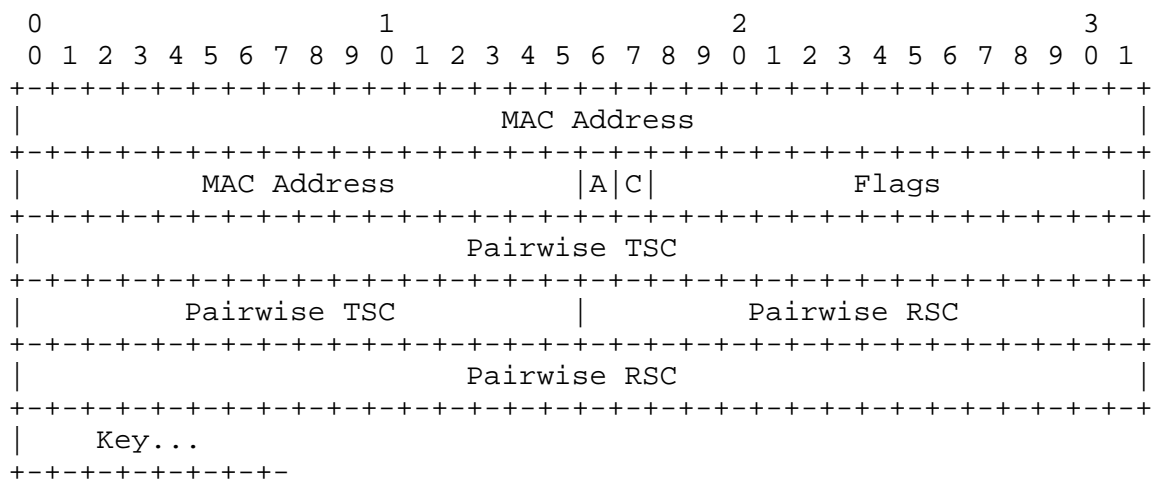 0                   1                   2                   3
 0 1 2 3 4 5 6 7 8 9 0 1 2 3 4 5 6 7 8 9 0 1 2 3 4 5 6 7 8 9 0 1
+-+-+-+-+-+-+-+-+-+-+-+-+-+-+-+-+-+-+-+-+-+-+-+-+-+-+-+-+-+-+-+-+
|                           MAC Address                         |
+-+-+-+-+-+-+-+-+-+-+-+-+-+-+-+-+-+-+-+-+-+-+-+-+-+-+-+-+-+-+-+-+
|          MAC Address          |A|C|           Flags           |
+-+-+-+-+-+-+-+-+-+-+-+-+-+-+-+-+-+-+-+-+-+-+-+-+-+-+-+-+-+-+-+-+
|                         Pairwise TSC                          |
+-+-+-+-+-+-+-+-+-+-+-+-+-+-+-+-+-+-+-+-+-+-+-+-+-+-+-+-+-+-+-+-+
|         Pairwise TSC          |         Pairwise RSC          |
+-+-+-+-+-+-+-+-+-+-+-+-+-+-+-+-+-+-+-+-+-+-+-+-+-+-+-+-+-+-+-+-+
|                         Pairwise RSC                          |
+-+-+-+-+-+-+-+-+-+-+-+-+-+-+-+-+-+-+-+-+-+-+-+-+-+-+-+-+-+-+-+-+
|    Key...
+-+-+-+-+-+-+-+-